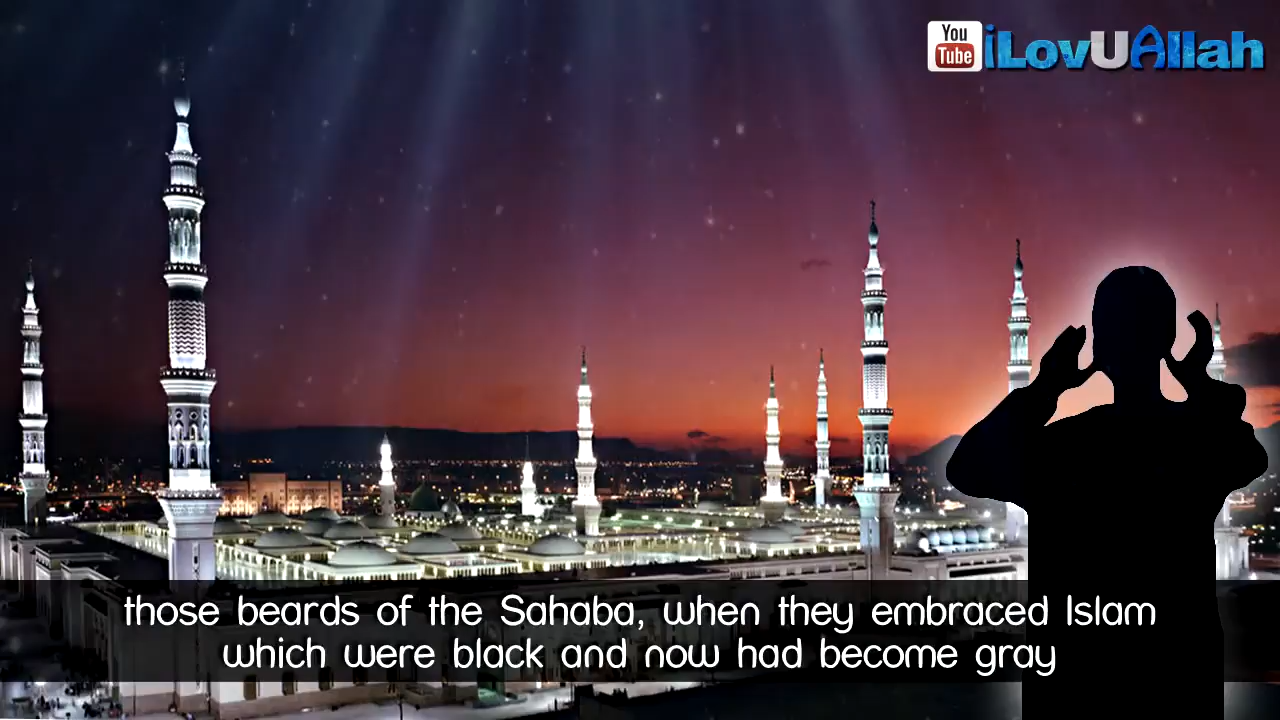 You
Tube
iLovUAllah
those beards of the Sahaba, when they embraced Islam
which were black and now had become gray